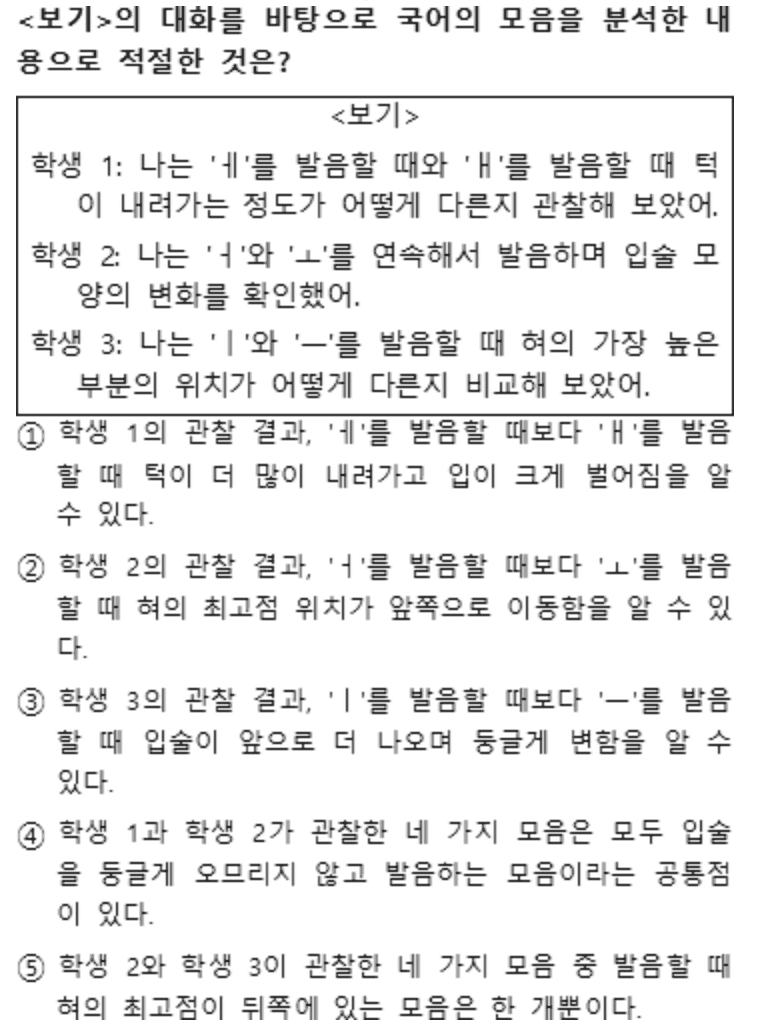 <보기>의 대화를 바탕으로 국어의 모음을 분석한 내
용으로 적절한 것은?
<보기>
학생 1: 나는 'ㅔ'를 발음할 때와 'ㅐ'를 발음할 때 턱
이 내려가는 정도가 어떻게 다른지 관찰해 보았어.
학생 2: 나는 'ㅓ'와 'ㅗ'를 연속해서 발음하며 입술 모
양의 변화를 확인했어.
학생 3: 나는 'ㅣ'와 'ㅡ'를 발음할 때 혀의 가장 높은
부분의 위치가 어떻게 다른지 비교해 보았어.
① 학생 1의 관찰 결과, 'ㅔ'를 발음할 때보다 'ㅐ'를 발음
할 때 턱이 더 많이 내려가고 입이 크게 벌어짐을 알
수 있다.
② 학생 2의 관찰 결과, 'ㅓ'를 발음할 때보다 'ㅗ'를 발음
할 때 혀의 최고점 위치가 앞쪽으로 이동함을 알 수 있
다.
③ 학생 3의 관찰 결과, 'ㅣ'를 발음할 때보다 'ㅡ'를 발음
할 때 입술이 앞으로 더 나오며 둥글게 변함을 알 수
있다.
④ 학생 1과 학생 2가 관찰한 네 가지 모음은 모두 입술
을 둥글게 오므리지 않고 발음하는 모음이라는 공통점
이 있다.
⑤ 학생 2와 학생 3이 관찰한 네 가지 모음 중 발음할 때
혀의 최고점이 뒤쪽에 있는 모음은 한 개뿐이다.